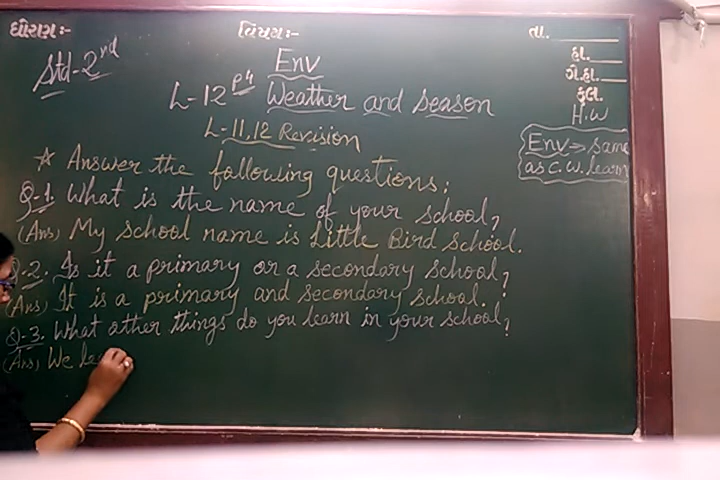 ધોરણ:-
વિષય:-
તા.
Std-2nd
Env
હા.
ગે.હા.
કુલ.
L-12 P4 Weather and season
H.W
L-11,12 Revision
Env => same
as C.W. Learn
☆ Answer the following questions:
Q-1. What is the name of your school?
(Ans) My school name is Little Bird School.
Q-2. Is it a primary or a secondary school?
(Ans) It is a primary and secondary school.
Q-3. What other things do you learn in your school?
(Ans) We lea